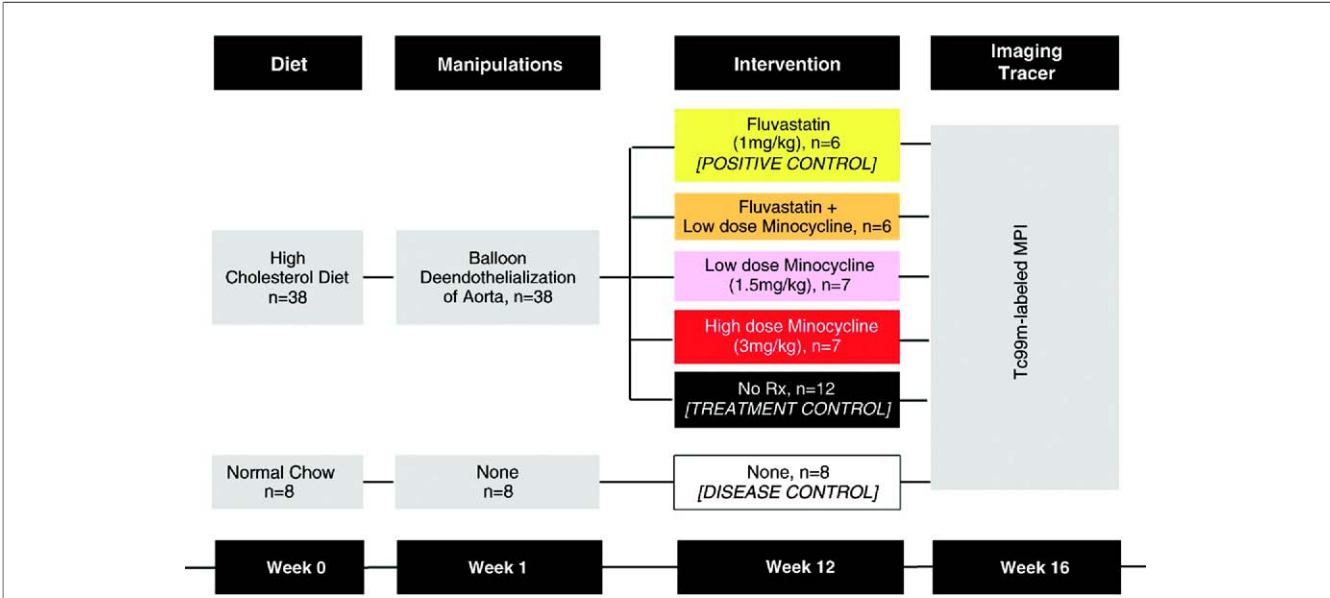 Diet
Manipulations
Intervention
Imaging
Tracer
Fluvastatin
(1mg/kg), n=6
[POSITIVE CONTROL]
Fluvastatin +
Low dose Minocycline, n=6
High
Cholesterol Diet
n=38
Balloon
Deendothelialization
of Aorta, n=38
Low dose Minocycline
(1.5mg/kg), n=7
High dose Minocycline
(3mg/kg), n=7
No Rx, n=12
[TREATMENT CONTROL]
Tc99m-labeled MPI
Normal Chow
n=8
None
n=8
None, n=8
[DISEASE CONTROL]
Week 0
Week 1
Week 12
Week 16